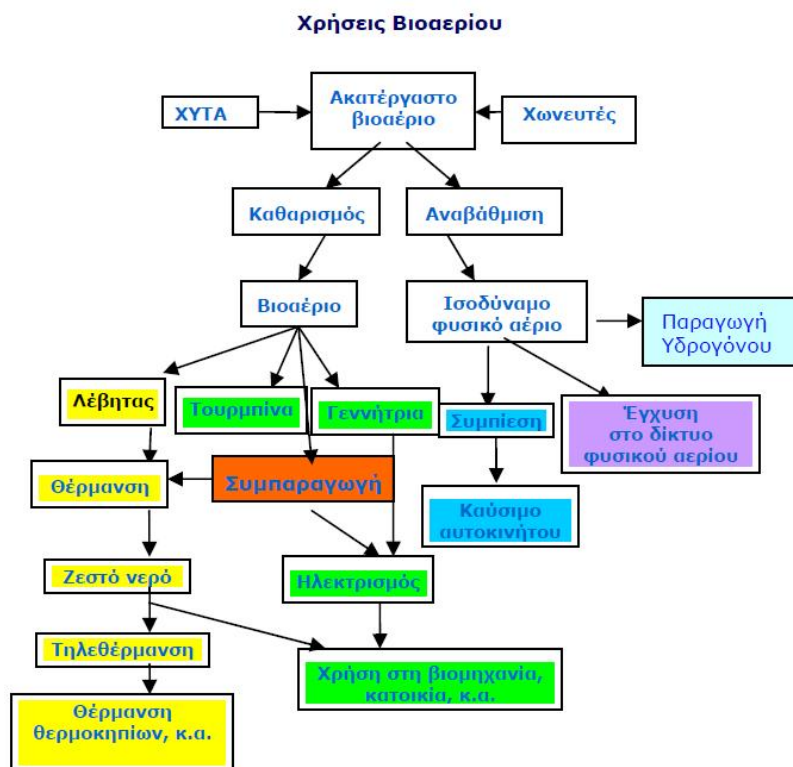 Χρήσεις Βιοαερίου
ΧΥΤΑ
Ακατέργαστο
βιοαέριο
Χωνευτές
Καθαρισμός
Αναβάθμιση
Βιοαέριο
Ισοδύναμο
φυσικό αέριο
Παραγωγή
Υδρογόνου
Λέβητας
Τουρμπίνα
Γεννήτρια
Συμπίεση
Έγχυση
στο δίκτυο
φυσικού αερίου
Θέρμανση
Συμπαραγωγή
Καύσιμο
αυτοκινήτου
Ζεστό νερό
Ηλεκτρισμός
Τηλεθέρμανση
Χρήση στη βιομηχανία,
κατοικία, κ.α.
Θέρμανση
θερμοκηπίων, κ.α.